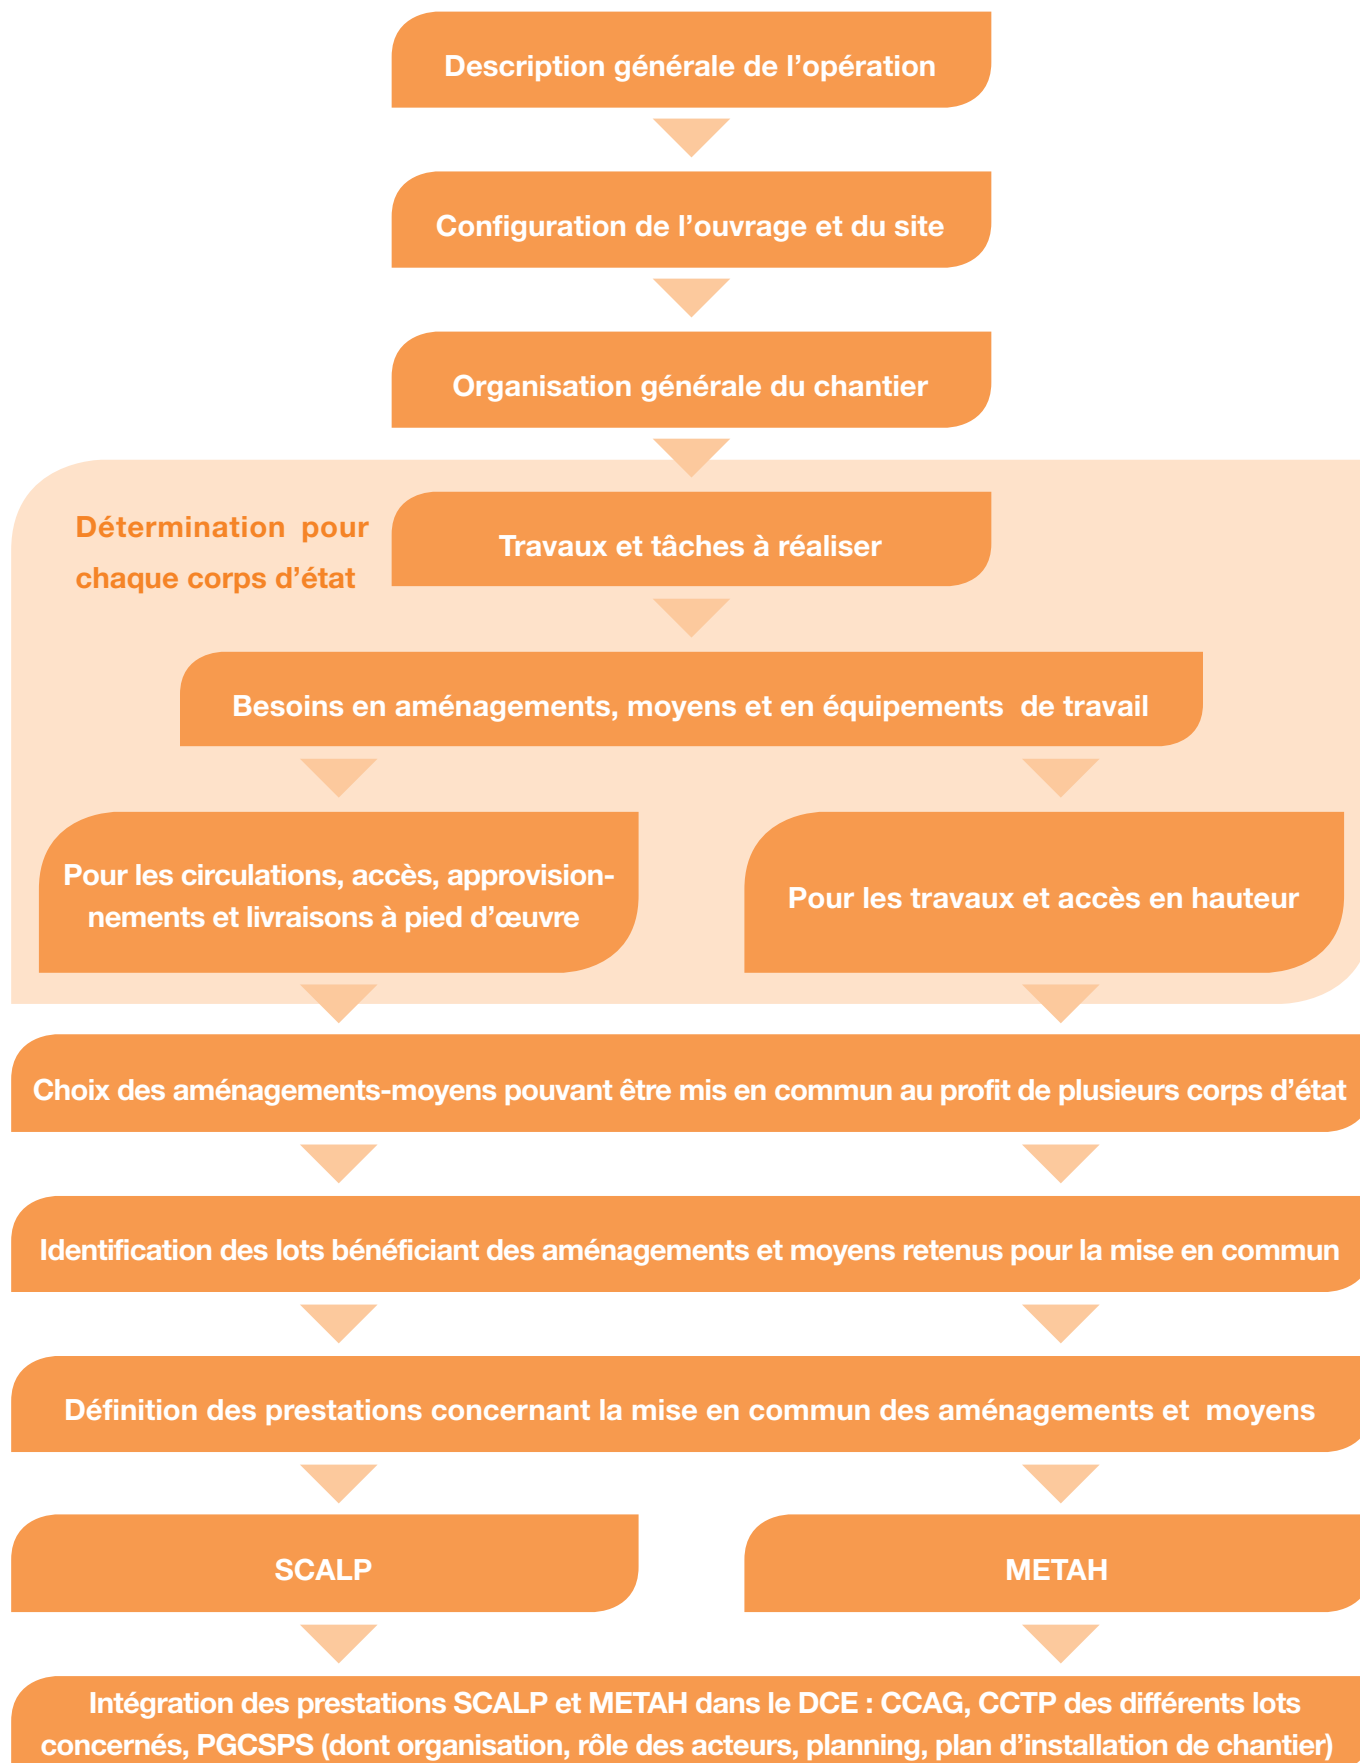 Description générale de l’opération
Configuration de l’ouvrage et du site
Organisation générale du chantier
Détermination pour
chaque corps d’état
Travaux et tâches à réaliser
Besoins en aménagements, moyens et en équipements de travail
Pour les circulations, accès, approvision-
nements et livraisons à pied d’œuvre
Pour les travaux et accès en hauteur
Choix des aménagements-moyens pouvant être mis en commun au profit de plusieurs corps d’état
Identification des lots bénéficiant des aménagements et moyens retenus pour la mise en commun
Définition des prestations concernant la mise en commun des aménagements et moyens
SCALP
METAH
Intégration des prestations SCALP et METAH dans le DCE : CCAG, CCTP des différents lots
concernés, PGCSPS (dont organisation, rôle des acteurs, planning, plan d’installation de chantier)